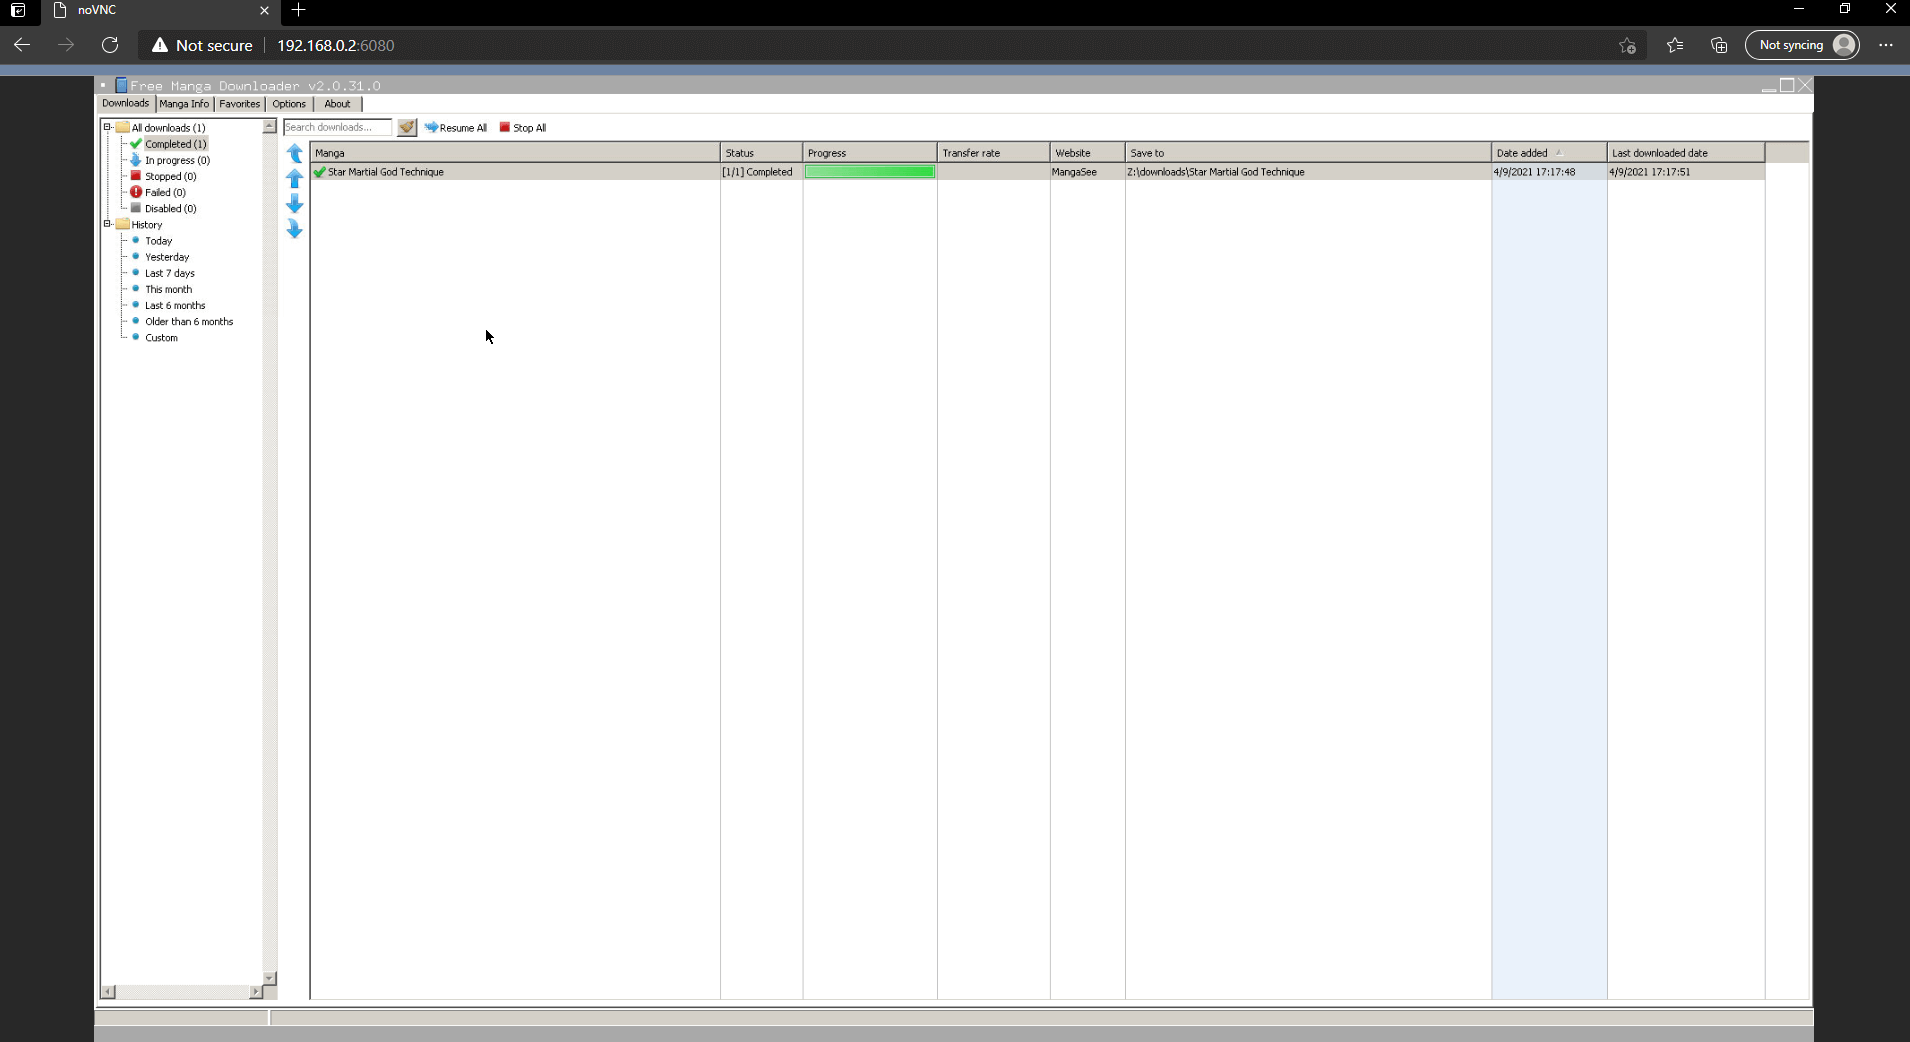 noVNC
Not secure 192.168.0.2:6080 Not syncing
Free Manga Downloader v2.0.31.0
Downloads Manga Info Favorites Options About
All downloads (1)
Completed (1)
In progress (0)
Stopped (0)
Failed (0)
Disabled (0)
History
Today
Yesterday
Last 7 days
This month
Last 6 months
Older than 6 months
Custom
Search downloads... Resume All Stop All
Manga Status Progress Transfer rate Website Save to Date added Last downloaded date
Star Martial God Technique [1/1] Completed MangaSee Z:\downloads\Star Martial God Technique 4/9/2021 17:17:48 4/9/2021 17:17:51